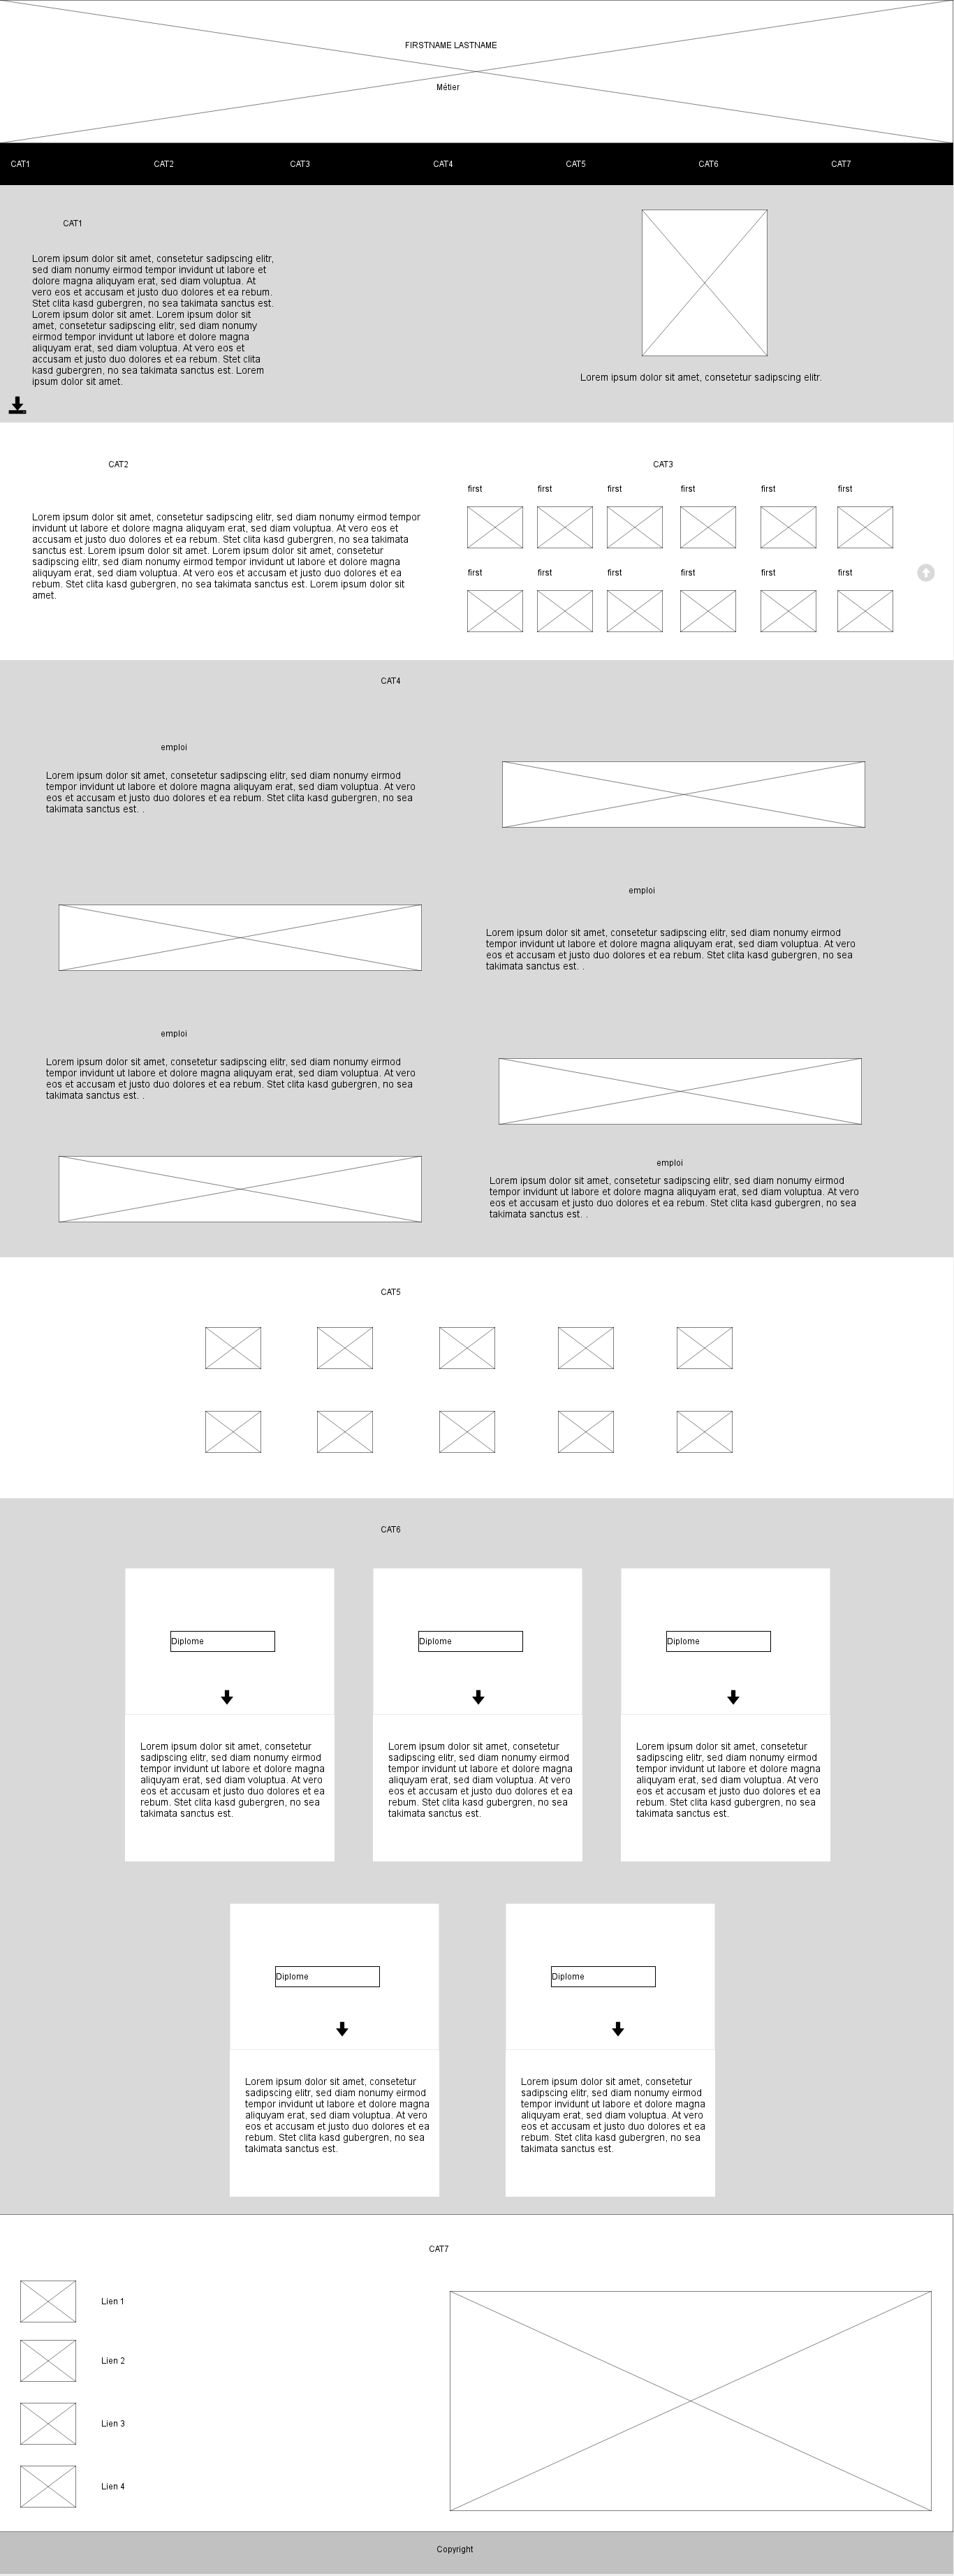 FIRSTNAME LASTNAME
Métier
CAT1 CAT2 CAT3 CAT4 CAT5 CAT6 CAT7
CAT1
Lorem ipsum dolor sit amet, consetetur sadipscing elitr,
sed diam nonumy eirmod tempor invidunt ut labore et
dolore magna aliquyam erat, sed diam voluptua. At
vero eos et accusam et justo duo dolores et ea rebum.
Stet clita kasd gubergren, no sea takimata sanctus est.
Lorem ipsum dolor sit amet. Lorem ipsum dolor sit
amet, consetetur sadipscing elitr, sed diam nonumy
eirmod tempor invidunt ut labore et dolore magna
aliquyam erat, sed diam voluptua. At vero eos et
accusam et justo duo dolores et ea rebum. Stet clita
kasd gubergren, no sea takimata sanctus est. Lorem
ipsum dolor sit amet.
Lorem ipsum dolor sit amet, consetetur sadipscing elitr.
CAT2
Lorem ipsum dolor sit amet, consetetur sadipscing elitr, sed diam nonumy eirmod tempor
invidunt ut labore et dolore magna aliquyam erat, sed diam voluptua. At vero eos et
accusam et justo duo dolores et ea rebum. Stet clita kasd gubergren, no sea takimata
sanctus est. Lorem ipsum dolor sit amet. Lorem ipsum dolor sit amet, consetetur
sadipscing elitr, sed diam nonumy eirmod tempor invidunt ut labore et dolore magna
aliquyam erat, sed diam voluptua. At vero eos et accusam et justo duo dolores et ea
rebum. Stet clita kasd gubergren, no sea takimata sanctus est. Lorem ipsum dolor sit
amet.
CAT3
first first first first first first
first first first first first first
CAT4
emploi
Lorem ipsum dolor sit amet, consetetur sadipscing elitr, sed diam nonumy eirmod
tempor invidunt ut labore et dolore magna aliquyam erat, sed diam voluptua. At vero
eos et accusam et justo duo dolores et ea rebum. Stet clita kasd gubergren, no sea
takimata sanctus est. .
emploi
Lorem ipsum dolor sit amet, consetetur sadipscing elitr, sed diam nonumy eirmod
tempor invidunt ut labore et dolore magna aliquyam erat, sed diam voluptua. At vero
eos et accusam et justo duo dolores et ea rebum. Stet clita kasd gubergren, no sea
takimata sanctus est. .
emploi
Lorem ipsum dolor sit amet, consetetur sadipscing elitr, sed diam nonumy eirmod
tempor invidunt ut labore et dolore magna aliquyam erat, sed diam voluptua. At vero
eos et accusam et justo duo dolores et ea rebum. Stet clita kasd gubergren, no sea
takimata sanctus est. .
emploi
Lorem ipsum dolor sit amet, consetetur sadipscing elitr, sed diam nonumy eirmod
tempor invidunt ut labore et dolore magna aliquyam erat, sed diam voluptua. At vero
eos et accusam et justo duo dolores et ea rebum. Stet clita kasd gubergren, no sea
takimata sanctus est. .
CAT5
CAT6
Diplome
Lorem ipsum dolor sit amet, consetetur
sadipscing elitr, sed diam nonumy eirmod
tempor invidunt ut labore et dolore magna
aliquyam erat, sed diam voluptua. At vero
eos et accusam et justo duo dolores et ea
rebum. Stet clita kasd gubergren, no sea
takimata sanctus est.
Diplome
Lorem ipsum dolor sit amet, consetetur
sadipscing elitr, sed diam nonumy eirmod
tempor invidunt ut labore et dolore magna
aliquyam erat, sed diam voluptua. At vero
eos et accusam et justo duo dolores et ea
rebum. Stet clita kasd gubergren, no sea
takimata sanctus est.
Diplome
Lorem ipsum dolor sit amet, consetetur
sadipscing elitr, sed diam nonumy eirmod
tempor invidunt ut labore et dolore magna
aliquyam erat, sed diam voluptua. At vero
eos et accusam et justo duo dolores et ea
rebum. Stet clita kasd gubergren, no sea
takimata sanctus est.
Diplome
Lorem ipsum dolor sit amet, consetetur
sadipscing elitr, sed diam nonumy eirmod
tempor invidunt ut labore et dolore magna
aliquyam erat, sed diam voluptua. At vero
eos et accusam et justo duo dolores et ea
rebum. Stet clita kasd gubergren, no sea
takimata sanctus est.
Diplome
Lorem ipsum dolor sit amet, consetetur
sadipscing elitr, sed diam nonumy eirmod
tempor invidunt ut labore et dolore magna
aliquyam erat, sed diam voluptua. At vero
eos et accusam et justo duo dolores et ea
rebum. Stet clita kasd gubergren, no sea
takimata sanctus est.
CAT7
Lien 1
Lien 2
Lien 3
Lien 4
Copyright